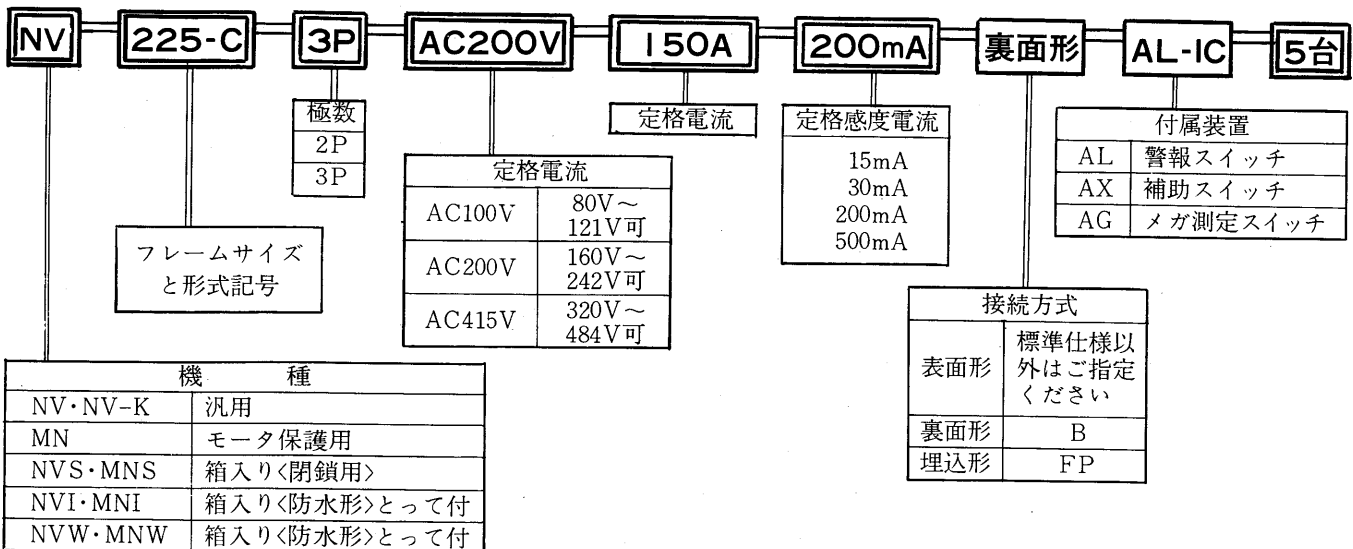 NV 225-C 3P AC200V 150A 200mA 裏面形 AL-1C 5台
極数
2P
3P
定格電流
定格感度電流
15mA
30mA
200mA
500mA
付属装置
AL 警報スイッチ
AX 補助スイッチ
AG メガ測定スイッチ
定格電流
AC100V 80V~
121V可
AC200V 160V~
242V可
AC415V 320V~
484V可
フレームサイズ
と形式記号
接続方式
表面形 標準仕様以
外はご指定
ください
裏面形 B
埋込形 FP
機 種
NV・NV-K 汎用
MN モータ保護用
NVS・MNS 箱入り<閉鎖用>
NVI・MNI 箱入り<防水形>とって付
NVW・MNW 箱入り<防水形>とって付